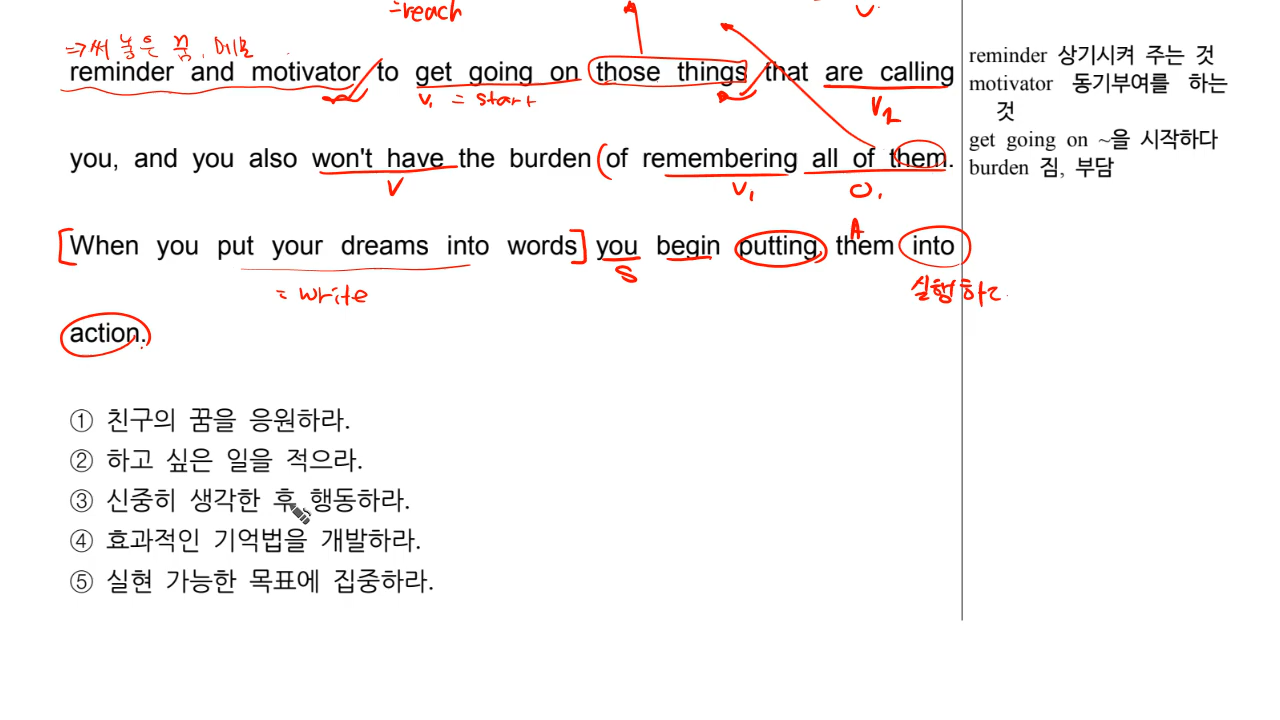 =reach
V
⇒써 놓은 꿈, 메모
reminder and motivator to get going on those things that are calling
V₁ = start
V₂
you, and you also won't have the burden (of remembering all of them.
V
V₁
O₁
A
[When you put your dreams into words] you begin putting them into
S
= write
실행하고
action.
① 친구의 꿈을 응원하라.
② 하고 싶은 일을 적으라.
③ 신중히 생각한 후 행동하라.
④ 효과적인 기억법을 개발하라.
⑤ 실현 가능한 목표에 집중하라.
reminder 상기시켜 주는 것
motivator 동기부여를 하는
것
get going on ~을 시작하다
burden 짐, 부담